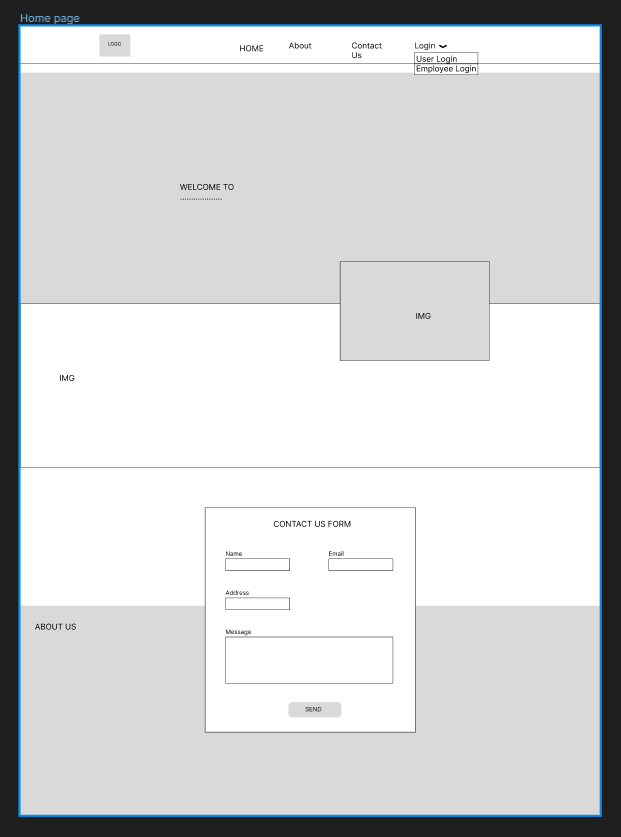 Home page
LOGO
HOME
About
Contact
Us
Login
User Login
Employee Login
WELCOME TO
...................
IMG
IMG
CONTACT US FORM
Name
Email
Address
Message
SEND
ABOUT US